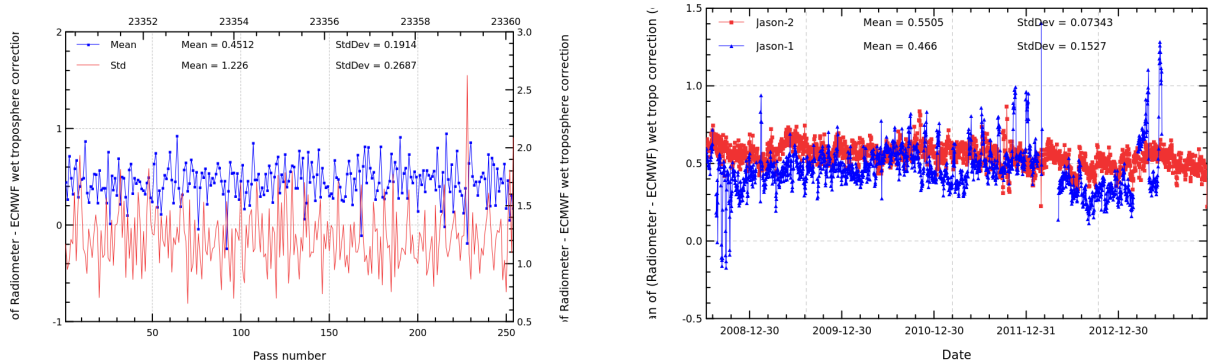 23352 23354 23356 23358 23360
2 3.0
Mean Mean = 0.4512 StdDev = 0.1914
Std Mean = 1.226 StdDev = 0.2687
2.5
1 2.0
1.5
0
1.0
-1 0.5
50 100 150 200 250
Pass number
of Radiometer - ECMWF wet troposphere correction
of Radiometer - ECMWF wet troposphere correction
1.5
Jason-2 Mean = 0.5505 StdDev = 0.07343
Jason-1 Mean = 0.466 StdDev = 0.1527
1.0
0.5
0.0
-0.5
2008-12-30 2009-12-30 2010-12-30 2011-12-31 2012-12-30
Date
of (Radiometer - ECMWF) wet tropo correction (